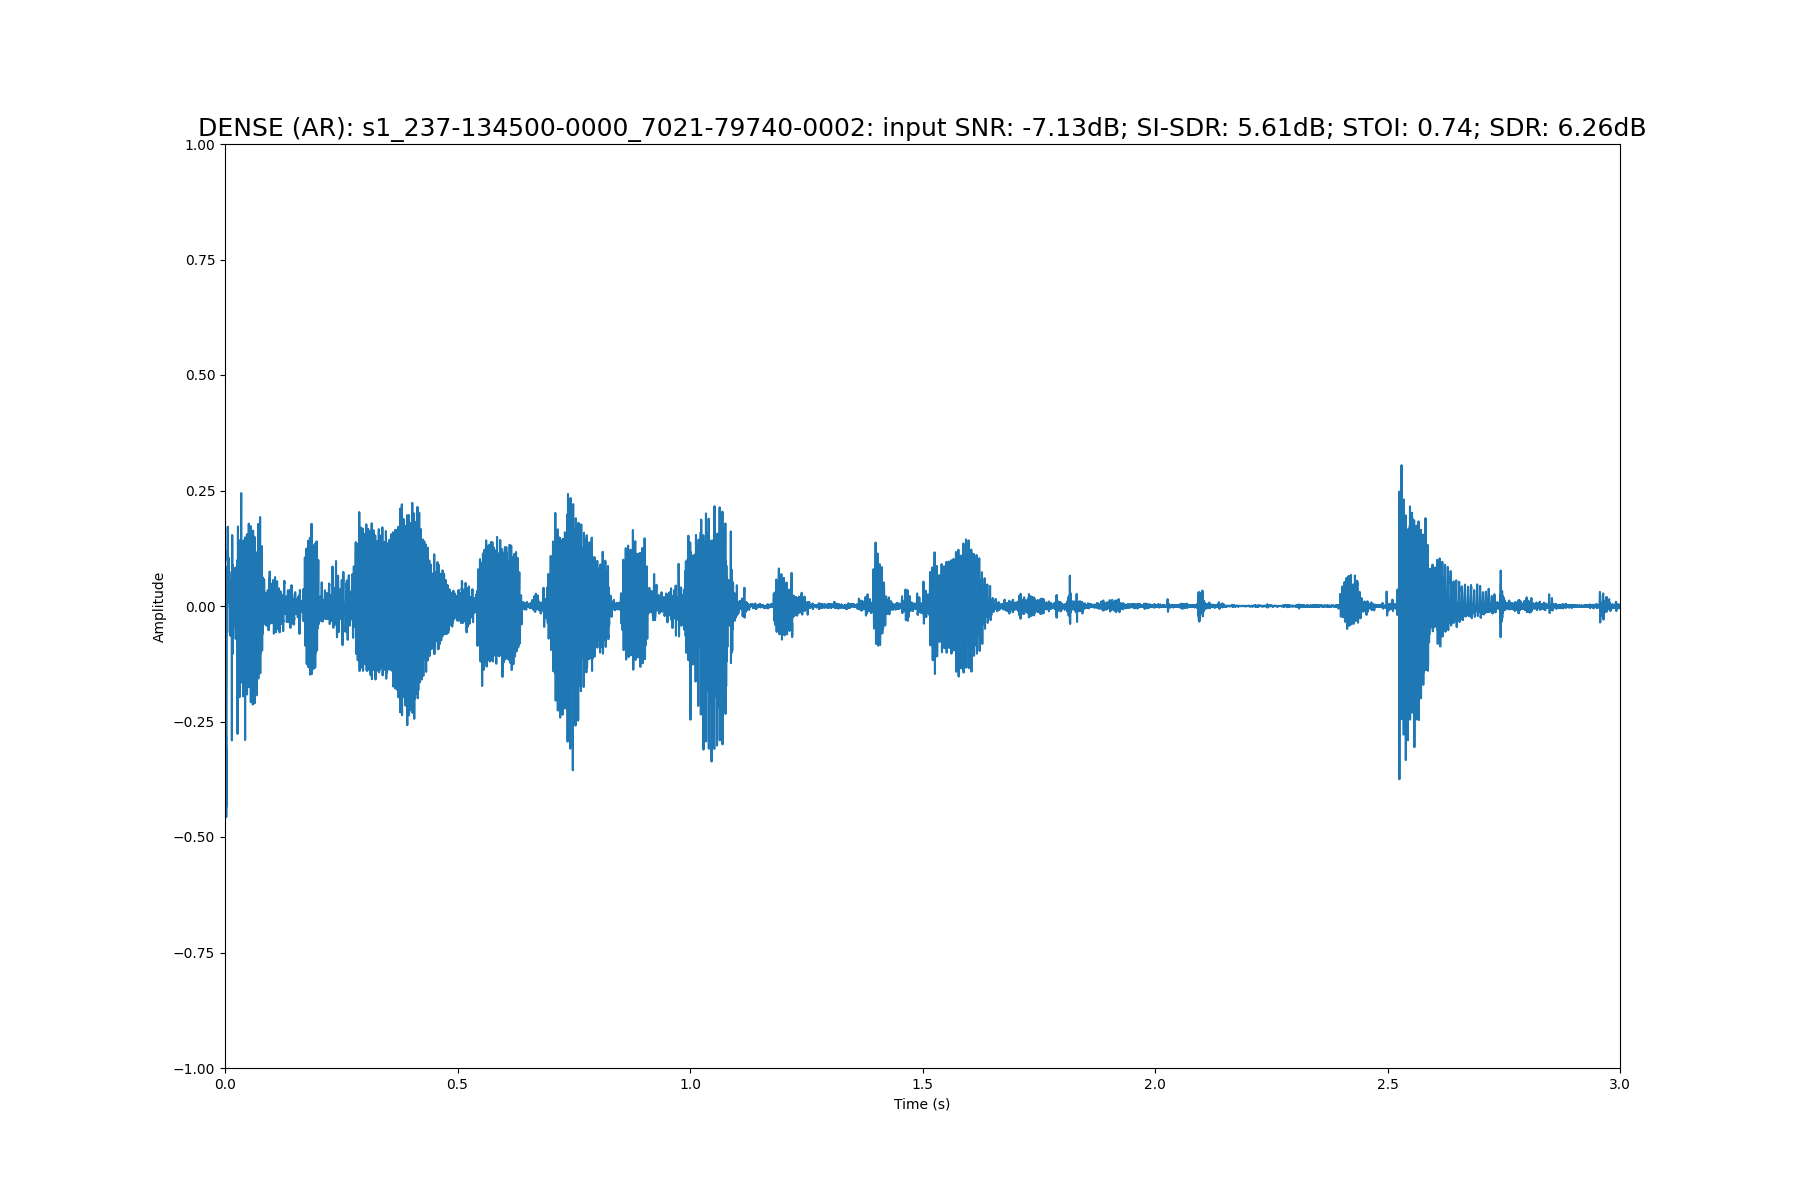 DENSE (AR): s1_237-134500-0000_7021-79740-0002: input SNR: -7.13dB; SI-SDR: 5.61dB; STOI: 0.74; SDR: 6.26dB
1.00
0.75
0.50
0.25
0.00
−0.25
−0.50
−0.75
−1.00
Amplitude
0.0 0.5 1.0 1.5 2.0 2.5 3.0
Time (s)